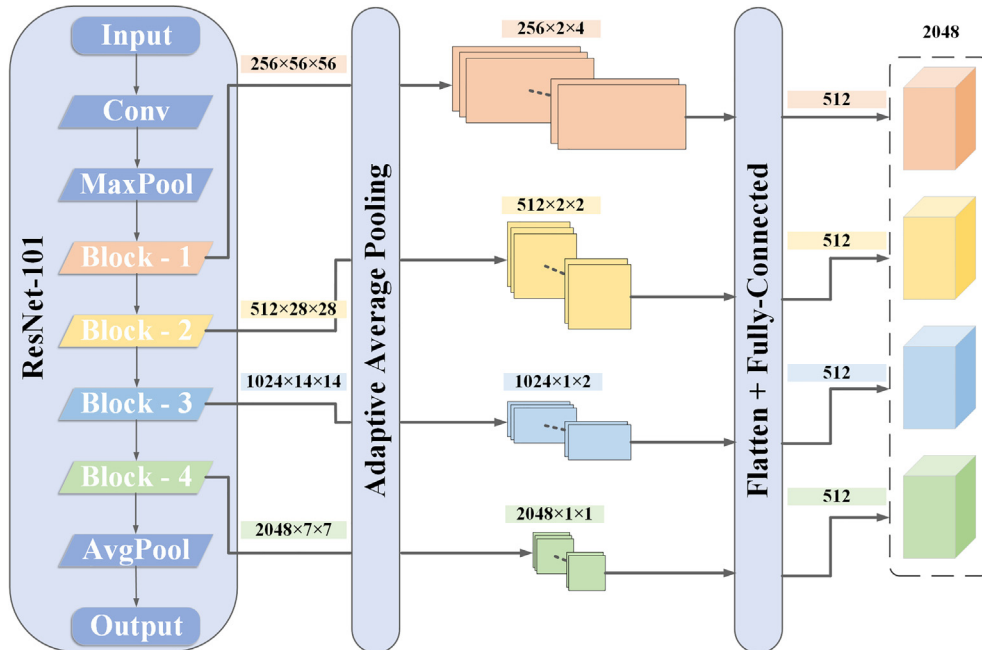 ResNet-101
Input
Conv
MaxPool
Block - 1
Block - 2
Block - 3
Block - 4
AvgPool
Output
256×56×56
512×28×28
1024×14×14
2048×7×7
Adaptive Average Pooling
256×2×4
512×2×2
1024×1×2
2048×1×1
Flatten + Fully-Connected
512
512
512
512
2048